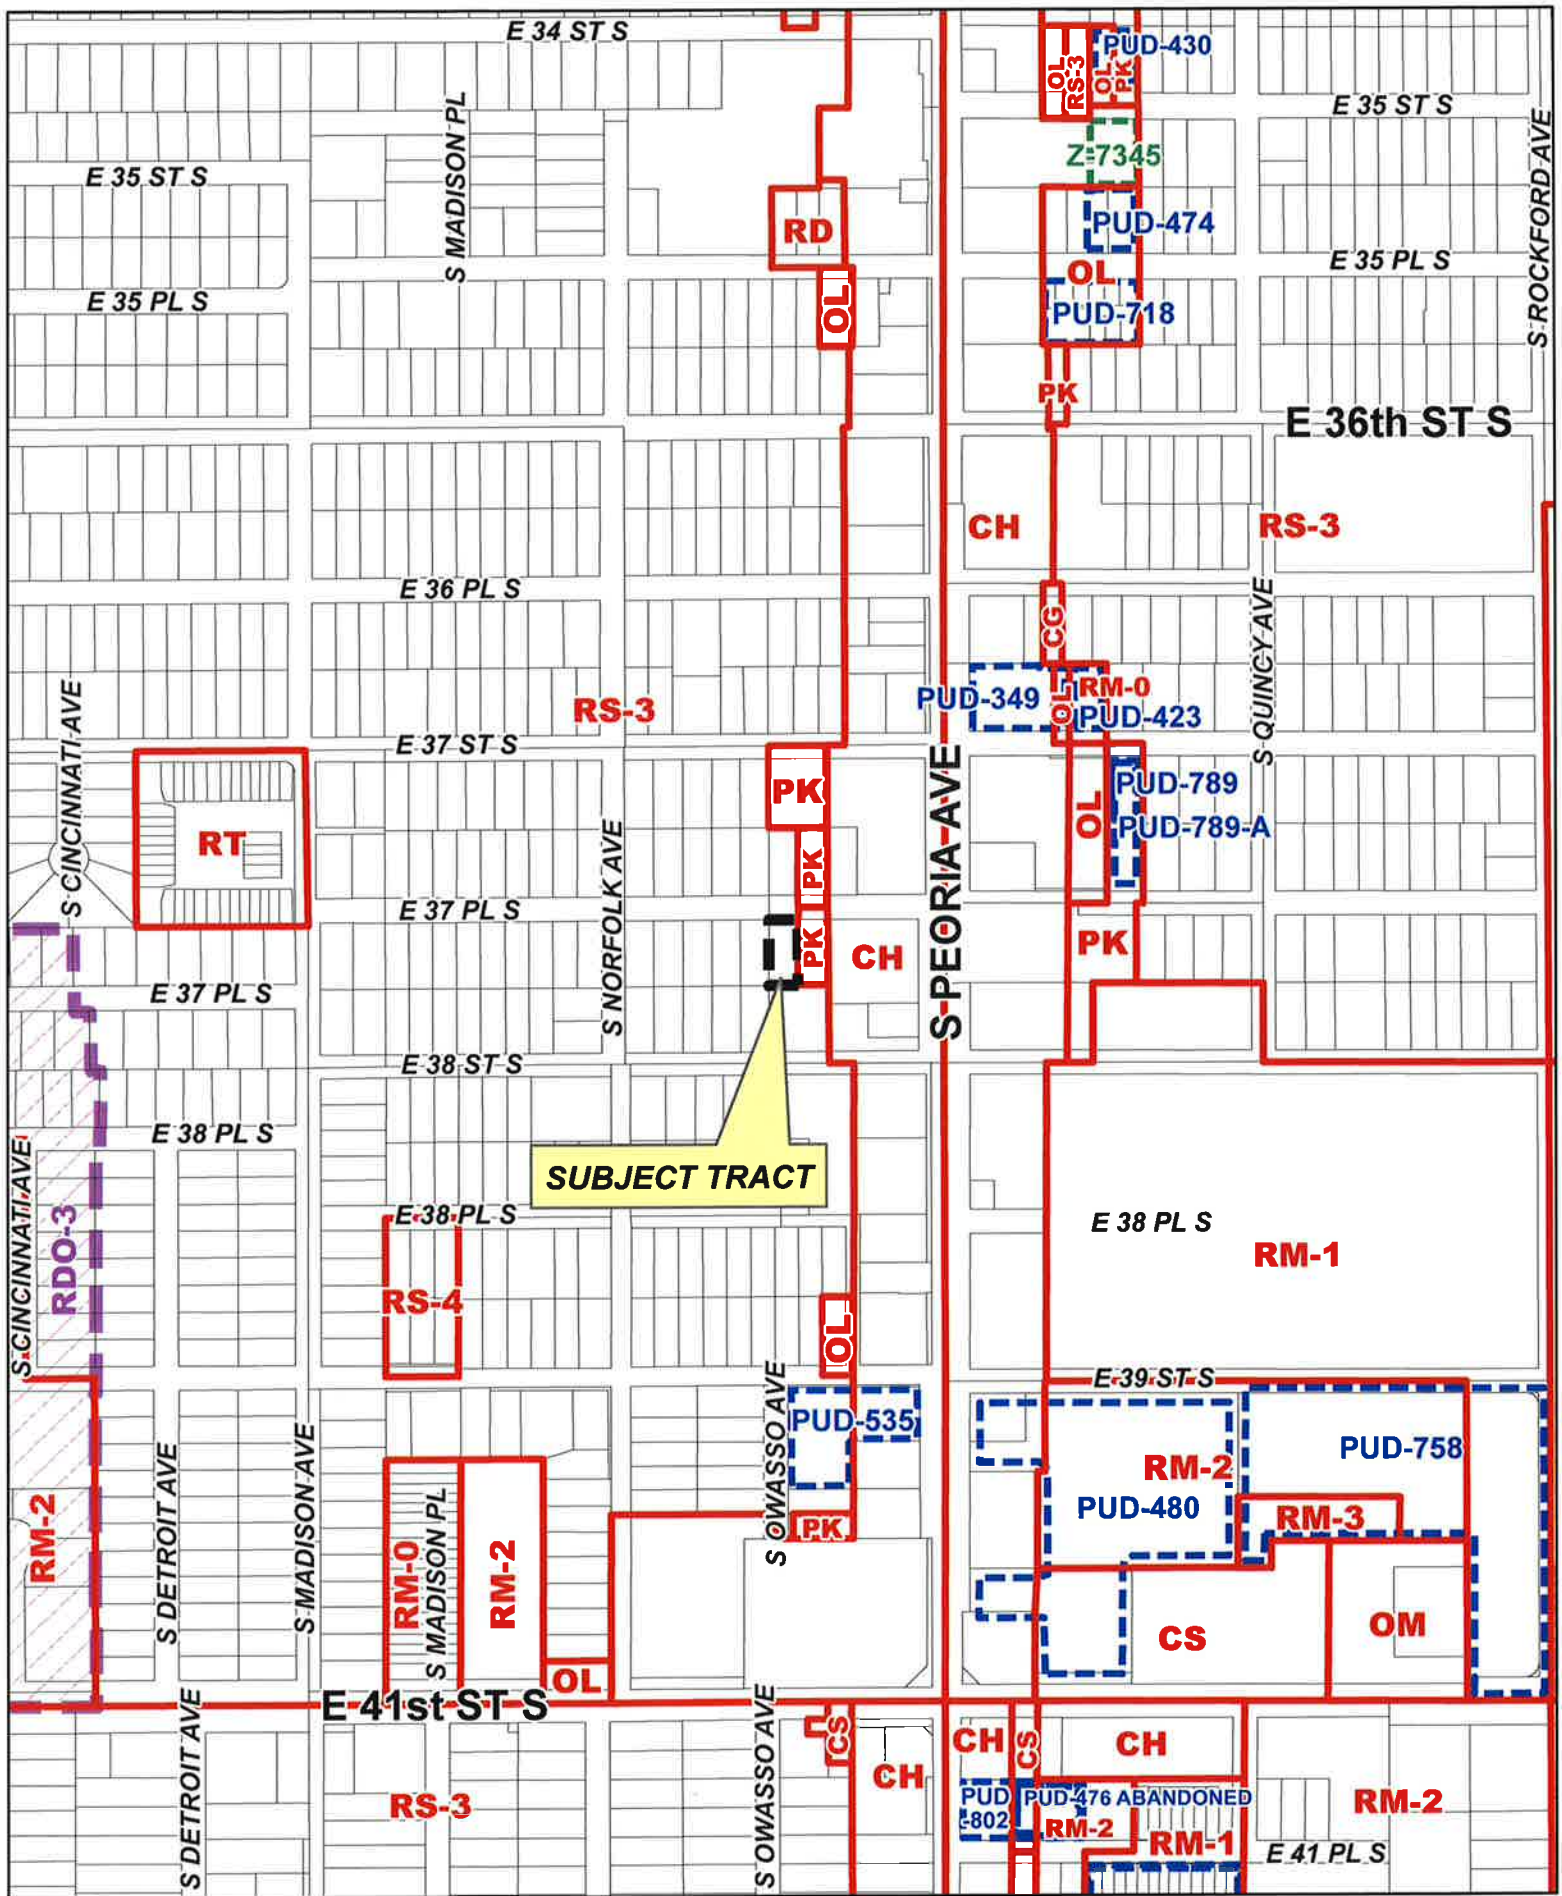 E 34 ST S
OL
RS-3
OL
PK
PUD-430
E 35 ST S
S ROCKFORD AVE
S MADISON PL
Z-7345
E 35 ST S
RD
PUD-474
E 35 PL S
OL
E 35 PL S
OL
PUD-718
PK
E 36th ST S
CH
RS-3
E 36 PL S
CG
S QUINCY AVE
S CINCINNATI AVE
RS-3
PUD-349
OL
RM-0
PUD-423
E 37 ST S
S PEORIA AVE
PK
PUD-789
OL
PUD-789-A
RT
S NORFOLK AVE
PK
E 37 PL S
PK
CH
PK
E 37 PL S
E 38 ST S
E 38 PL S
SUBJECT TRACT
S CINCINNATI AVE
RDO-3
E 38 PL S
E 38 PL S
RM-1
RS-4
OL
E 39 ST S
S OWASSO AVE
PUD-535
PUD-758
RM-2
PUD-480
RM-3
PK
RM-2
S DETROIT AVE
S MADISON AVE
RM-0
S MADISON PL
RM-2
CS
OM
OL
E 41st ST S
S DETROIT AVE
S OWASSO AVE
CS
CH
CH
CS
CH
RS-3
PUD
-802
PUD-476 ABANDONED
RM-2
RM-2
RM-1
E 41 PL S